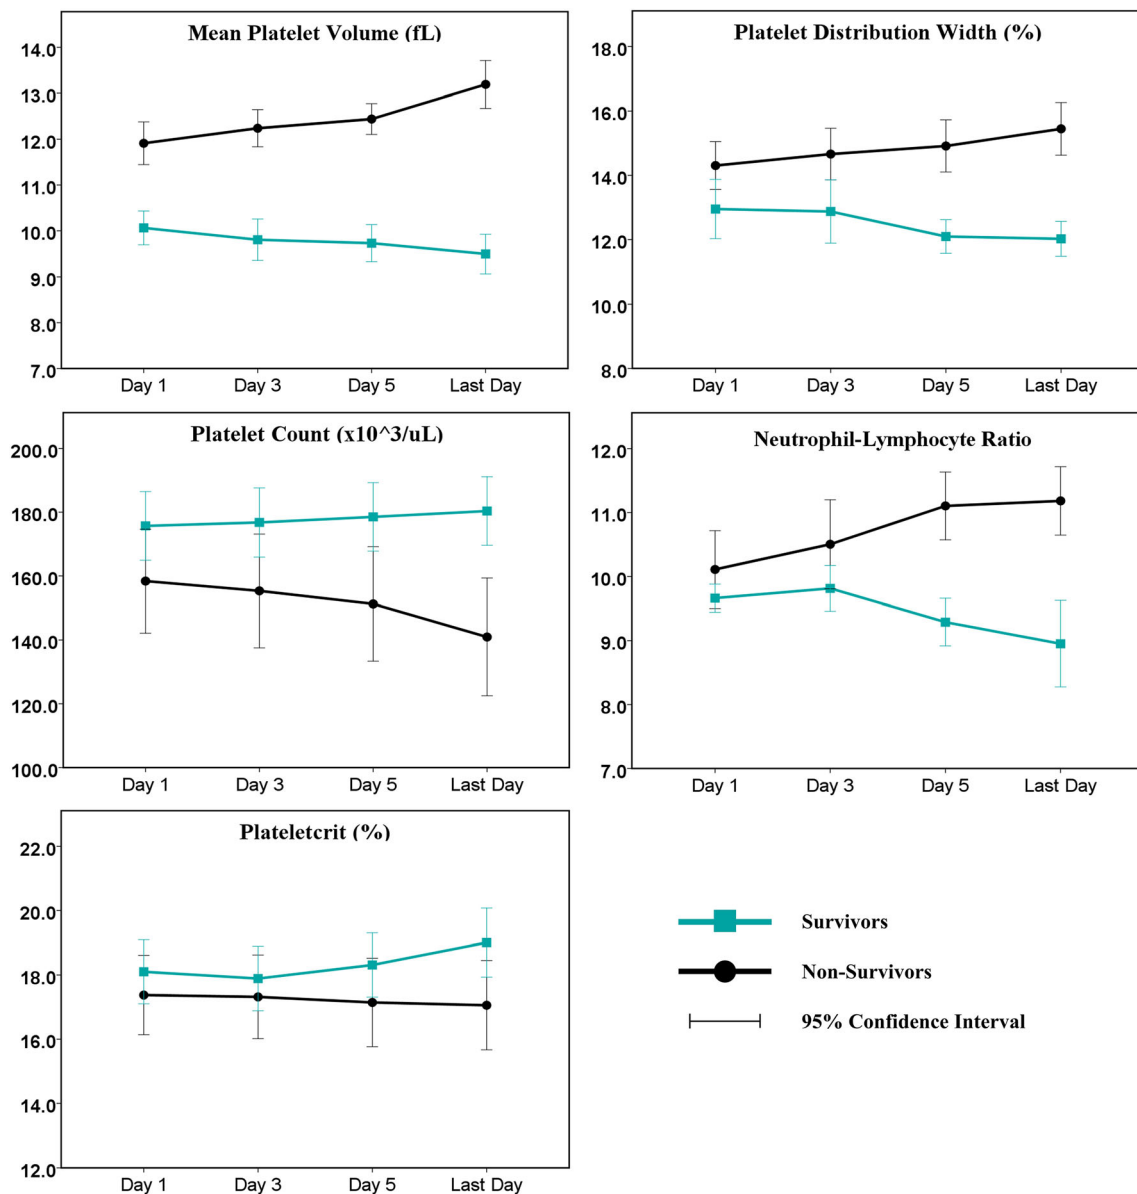 Mean Platelet Volume (fL)
14.0
13.0
12.0
11.0
10.0
9.0
8.0
7.0
Day 1 Day 3 Day 5 Last Day
Platelet Distribution Width (%)
18.0
16.0
14.0
12.0
10.0
8.0
Day 1 Day 3 Day 5 Last Day
Platelet Count (x10^3/uL)
200.0
180.0
160.0
140.0
120.0
100.0
Day 1 Day 3 Day 5 Last Day
Neutrophil-Lymphocyte Ratio
12.0
11.0
10.0
9.0
8.0
7.0
Day 1 Day 3 Day 5 Last Day
Plateletcrit (%)
22.0
20.0
18.0
16.0
14.0
12.0
Day 1 Day 3 Day 5 Last Day
Survivors
Non-Survivors
95% Confidence Interval